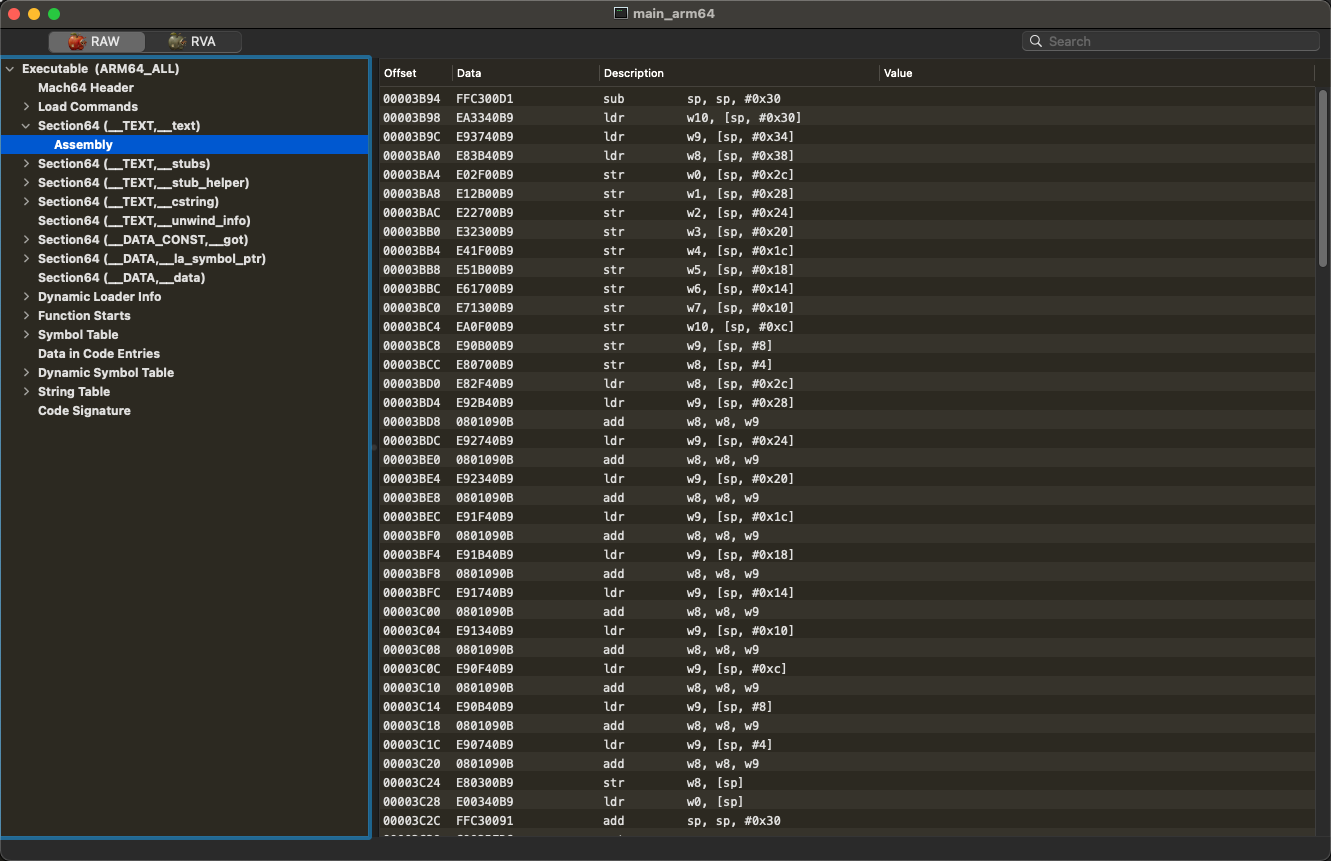 main_arm64
RAW RVA Search
Executable (ARM64_ALL)
Mach64 Header
Load Commands
Section64 (__TEXT,__text)
Assembly
Section64 (__TEXT,__stubs)
Section64 (__TEXT,__stub_helper)
Section64 (__TEXT,__cstring)
Section64 (__TEXT,__unwind_info)
Section64 (__DATA_CONST,__got)
Section64 (__DATA,__la_symbol_ptr)
Section64 (__DATA,__data)
Dynamic Loader Info
Function Starts
Symbol Table
Data in Code Entries
Dynamic Symbol Table
String Table
Code Signature
Offset Data Description Value
00003B94 FFC300D1 sub sp, sp, #0x30
00003B98 EA3340B9 ldr w10, [sp, #0x30]
00003B9C E93740B9 ldr w9, [sp, #0x34]
00003BA0 E83B40B9 ldr w8, [sp, #0x38]
00003BA4 E02F00B9 str w0, [sp, #0x2c]
00003BA8 E12B00B9 str w1, [sp, #0x28]
00003BAC E22700B9 str w2, [sp, #0x24]
00003BB0 E32300B9 str w3, [sp, #0x20]
00003BB4 E41F00B9 str w4, [sp, #0x1c]
00003BB8 E51B00B9 str w5, [sp, #0x18]
00003BBC E61700B9 str w6, [sp, #0x14]
00003BC0 E71300B9 str w7, [sp, #0x10]
00003BC4 EA0F00B9 str w10, [sp, #0xc]
00003BC8 E90B00B9 str w9, [sp, #8]
00003BCC E80700B9 str w8, [sp, #4]
00003BD0 E82F40B9 ldr w8, [sp, #0x2c]
00003BD4 E92B40B9 ldr w9, [sp, #0x28]
00003BD8 0801090B add w8, w8, w9
00003BDC E92740B9 ldr w9, [sp, #0x24]
00003BE0 0801090B add w8, w8, w9
00003BE4 E92340B9 ldr w9, [sp, #0x20]
00003BE8 0801090B add w8, w8, w9
00003BEC E91F40B9 ldr w9, [sp, #0x1c]
00003BF0 0801090B add w8, w8, w9
00003BF4 E91B40B9 ldr w9, [sp, #0x18]
00003BF8 0801090B add w8, w8, w9
00003BFC E91740B9 ldr w9, [sp, #0x14]
00003C00 0801090B add w8, w8, w9
00003C04 E91340B9 ldr w9, [sp, #0x10]
00003C08 0801090B add w8, w8, w9
00003C0C E90F40B9 ldr w9, [sp, #0xc]
00003C10 0801090B add w8, w8, w9
00003C14 E90B40B9 ldr w9, [sp, #8]
00003C18 0801090B add w8, w8, w9
00003C1C E90740B9 ldr w9, [sp, #4]
00003C20 0801090B add w8, w8, w9
00003C24 E80300B9 str w8, [sp]
00003C28 E00340B9 ldr w0, [sp]
00003C2C FFC30091 add sp, sp, #0x30